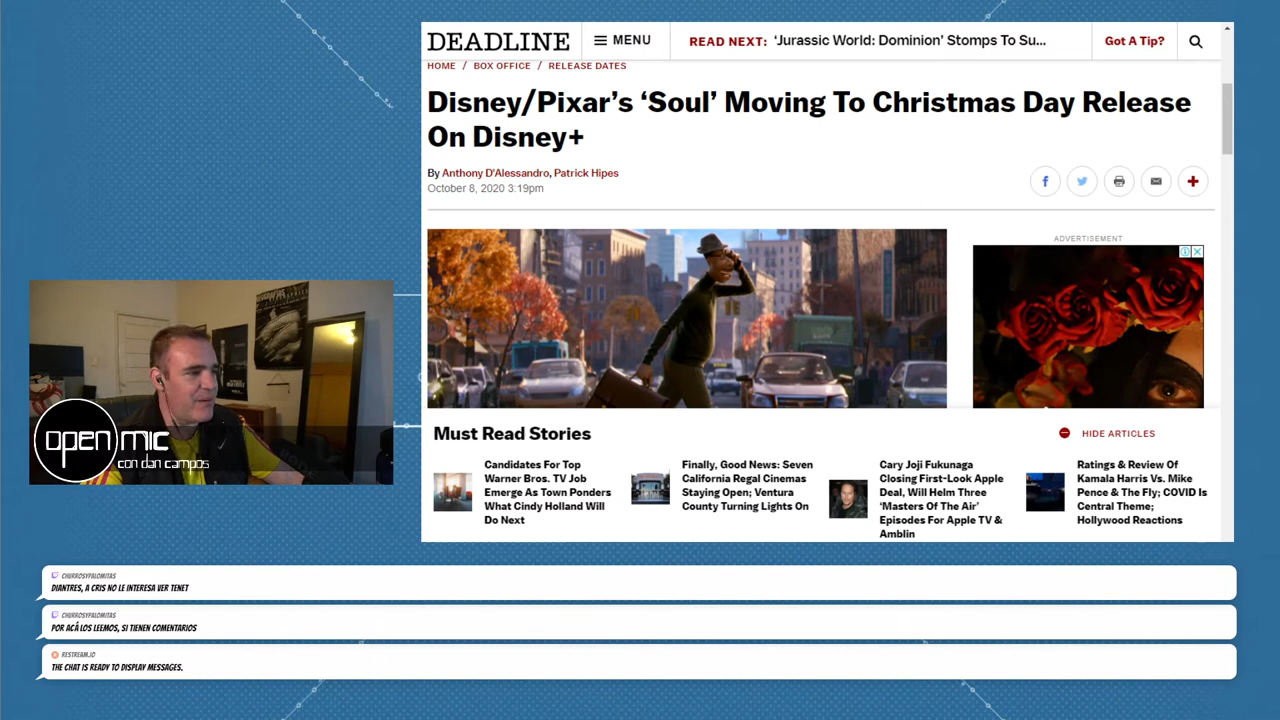 DEADLINE
MENU
READ NEXT: 'Jurassic World: Dominion' Stomps To Su...
Got A Tip?
HOME / BOX OFFICE / RELEASE DATES
Disney/Pixar's ‘Soul’ Moving To Christmas Day Release
On Disney+
By Anthony D'Alessandro, Patrick Hipes
October 8, 2020 3:19pm
ADVERTISEMENT
Must Read Stories
HIDE ARTICLES
Candidates For Top
Warner Bros. TV Job
Emerge As Town Ponders
What Cindy Holland Will
Do Next
Finally, Good News: Seven
California Regal Cinemas
Staying Open; Ventura
County Turning Lights On
Cary Joji Fukunaga
Closing First-Look Apple
Deal, Will Helm Three
‘Masters Of The Air’
Episodes For Apple TV &
Amblin
Ratings & Review Of
Kamala Harris Vs. Mike
Pence & The Fly; COVID Is
Central Theme;
Hollywood Reactions
open mic
con dan campos
CHURROSYPALOMITAS
DIANTRES, A CRIS NO LE INTERESA VER TENET
CHURROSYPALOMITAS
POR ACÁ LOS LEEMOS, SI TIENEN COMENTARIOS
RESTREAM.IO
THE CHAT IS READY TO DISPLAY MESSAGES.